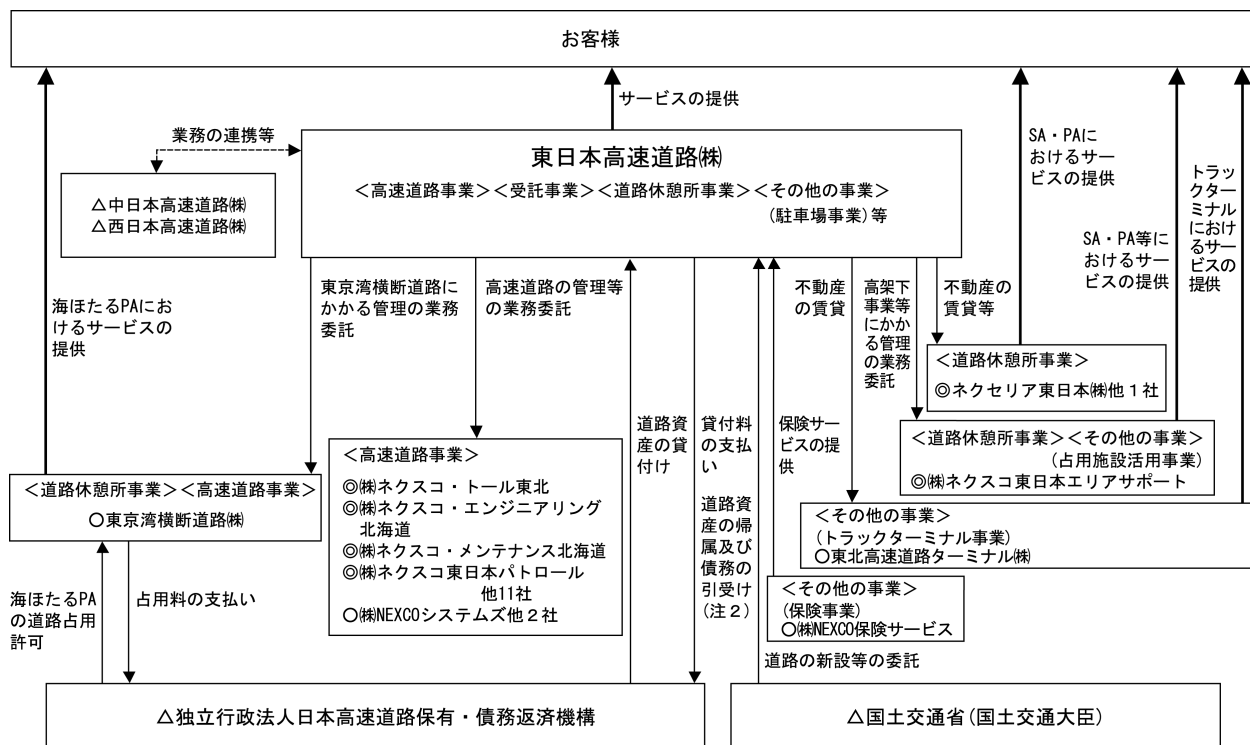 お客様
サービスの提供
業務の連携等
東日本高速道路㈱
＜高速道路事業＞＜受託事業＞＜道路休憩所事業＞＜その他の事業＞
(駐車場事業)等
△中日本高速道路㈱
△西日本高速道路㈱
SA・PAに
おけるサー
ビスの提供
トラッ
クター
ミナル
におけ
るサー
ビスの
提供
SA・PA等に
おけるサー
ビスの提供
海ほたるPAにお
けるサービスの
提供
東京湾横断道路に
かかる管理の業務
委託
高速道路の管理等
の業務委託
不動産
の賃貸
高架下
事業等
にかか
る管理
の業務
委託
不動産の
賃貸等
＜道路休憩所事業＞
◎ネクセリア東日本㈱他１社
＜道路休憩所事業＞＜その他の事業＞
(占用施設活用事業)
◎㈱ネクスコ東日本エリアサポート
道路資
産の貸
付け
貸付料
の支払
い
保険サー
ビスの提
供
＜高速道路事業＞
◎㈱ネクスコ・トール東北
◎㈱ネクスコ・エンジニアリング
北海道
◎㈱ネクスコ・メンテナンス北海道
◎㈱ネクスコ東日本パトロール
他11社
○㈱NEXCOシステムズ他２社
＜道路休憩所事業＞＜高速道路事業＞
○東京湾横断道路㈱
道路資
産の帰
属及び
債務の
引受け
(注２)
＜その他の事業＞
(トラックターミナル事業)
○東北高速道路ターミナル㈱
＜その他の事業＞
(保険事業)
○㈱NEXCO保険サービス
海ほたるPA
の道路占用
許可
占用料の支払い
道路の新設等の委託
△独立行政法人日本高速道路保有・債務返済機構
△国土交通省(国土交通大臣)